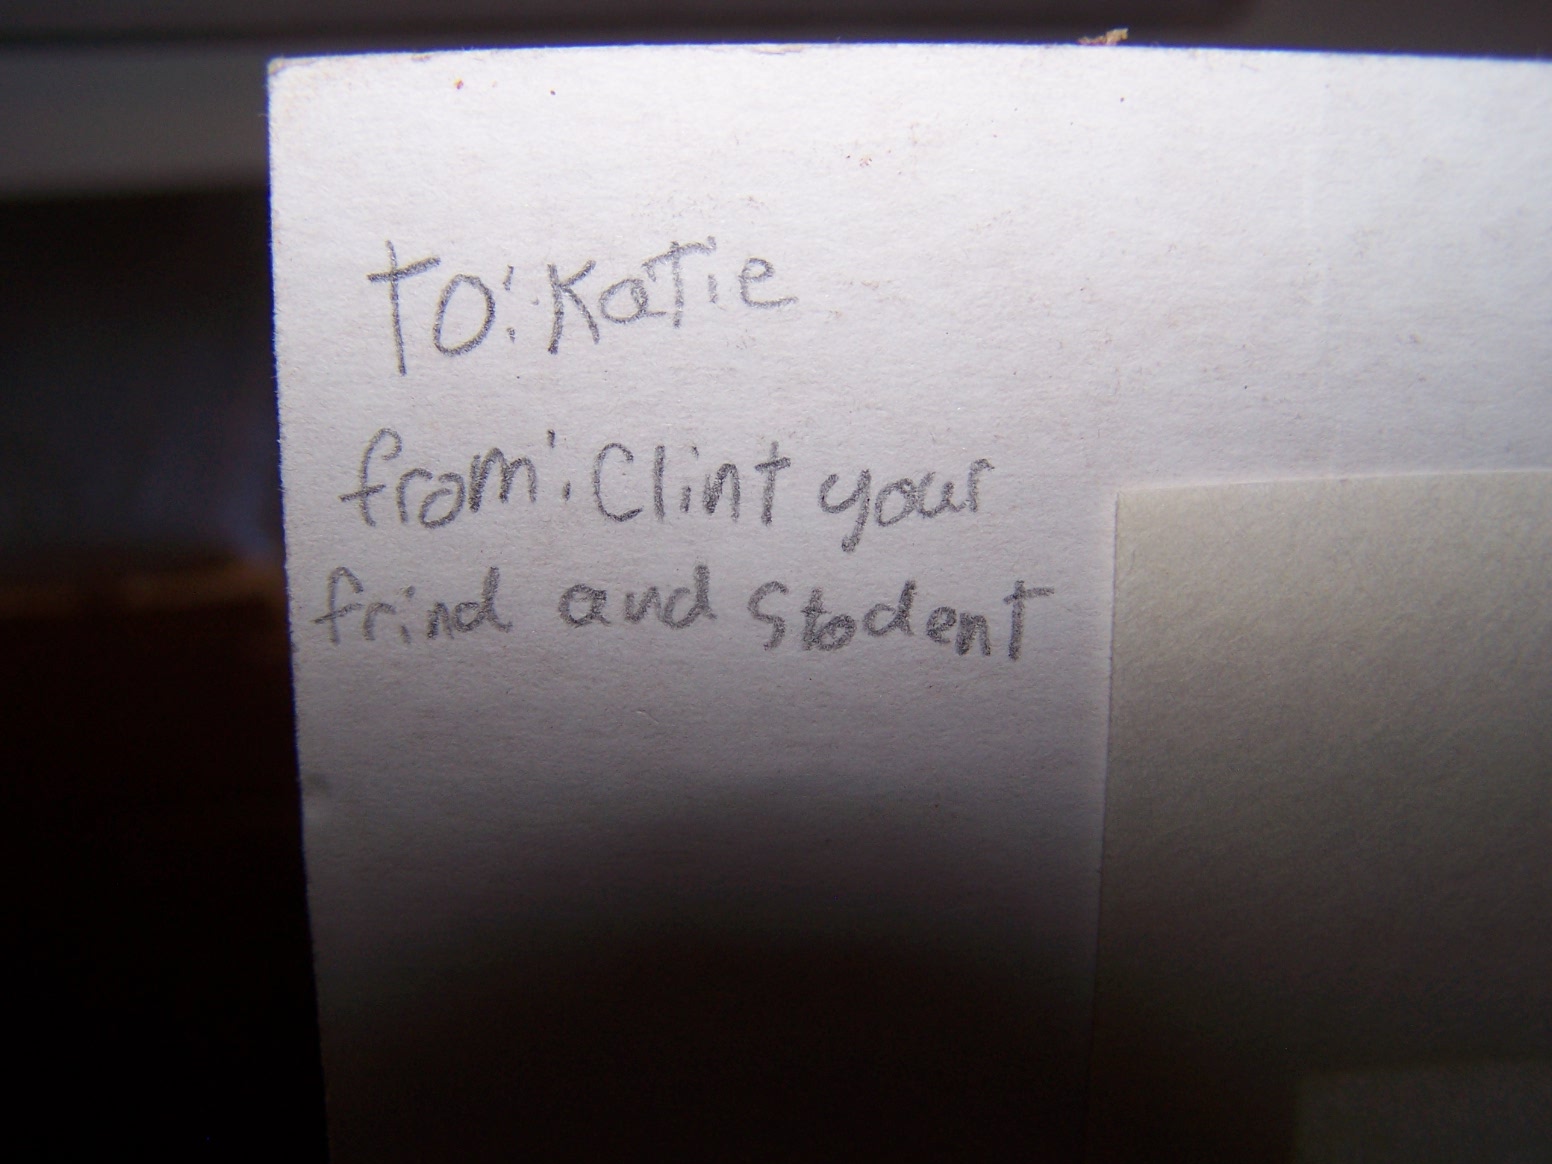 To: Katie
from: Clint your
frind and Stodent